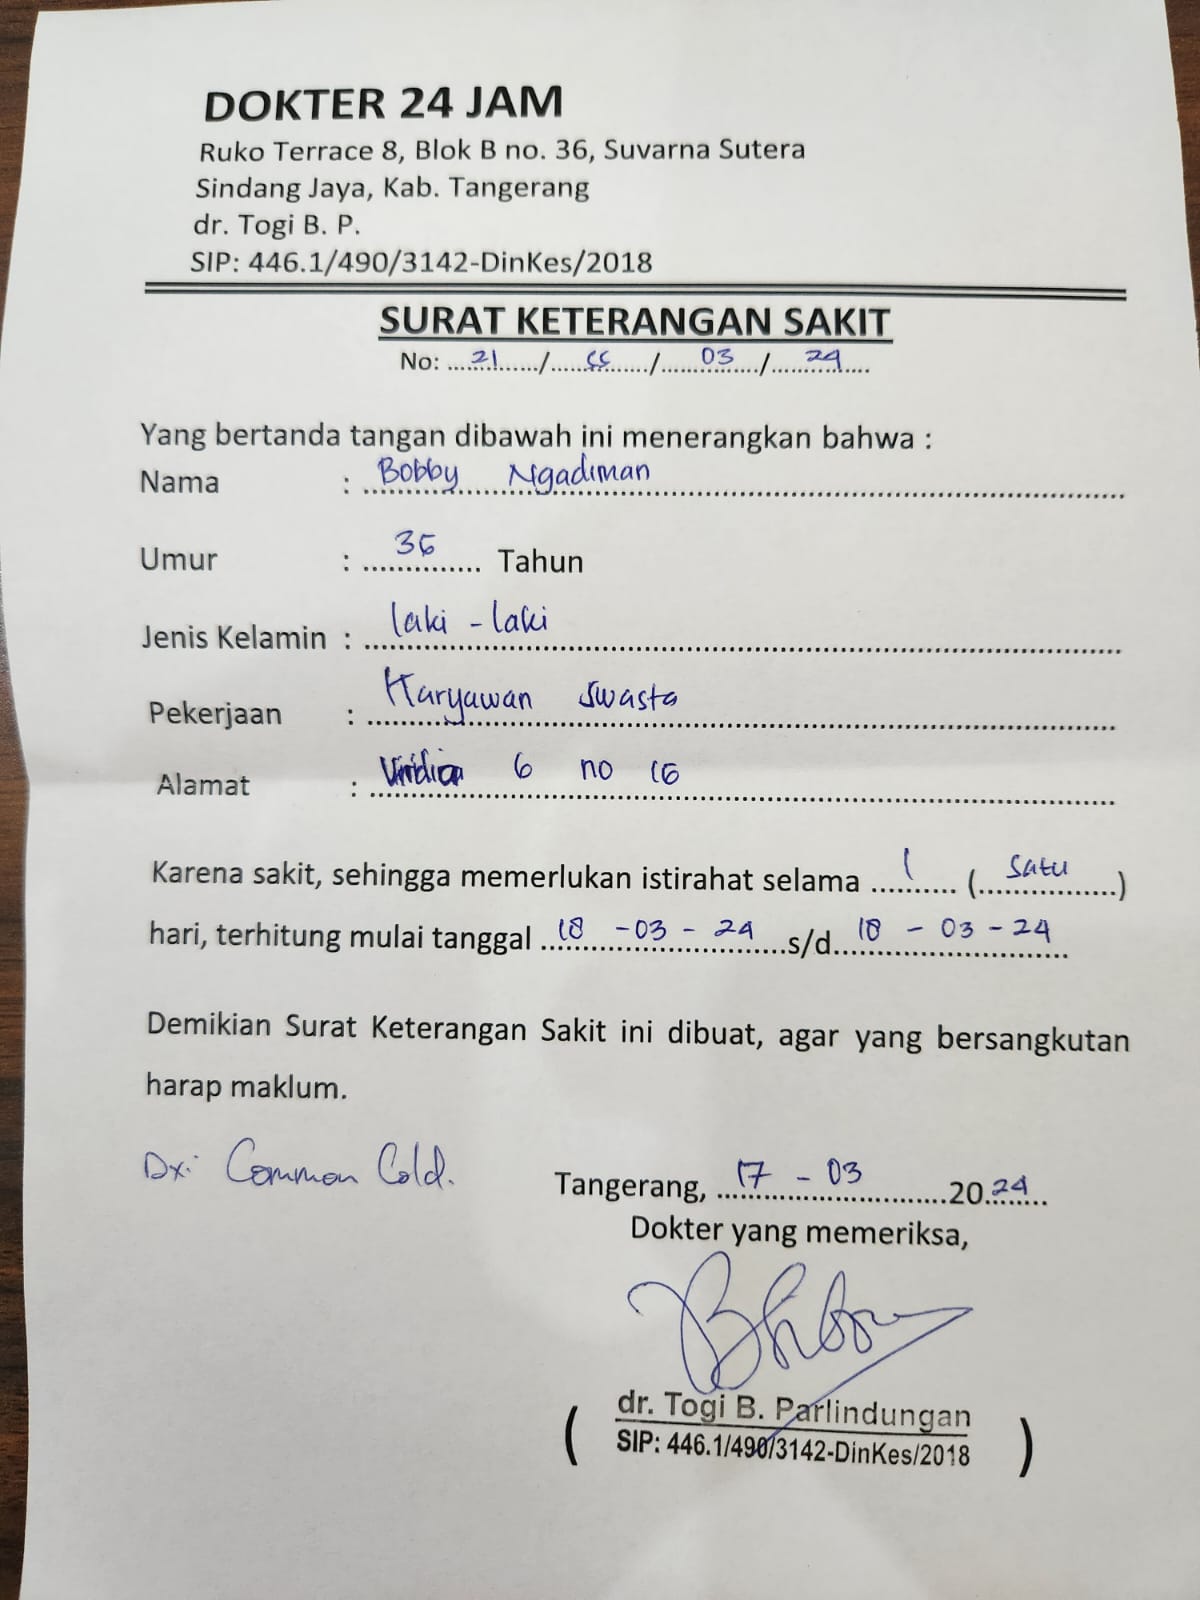 DOKTER 24 JAM
Ruko Terrace 8, Blok B no. 36, Suvarna Sutera
Sindang Jaya, Kab. Tangerang
dr. Togi B. P.
SIP: 446.1/490/3142-DinKes/2018
SURAT KETERANGAN SAKIT
No: 21 / SS / 03 / 24
Yang bertanda tangan dibawah ini menerangkan bahwa :
Nama : Bobby Ngadiman
Umur : 36 Tahun
Jenis Kelamin : laki - laki
Pekerjaan : Karyawan Swasta
Alamat : Viridia 6 no 16
Karena sakit, sehingga memerlukan istirahat selama 1 ( Satu )
hari, terhitung mulai tanggal 18 - 03 - 24 s/d 18 - 03 - 24
Demikian Surat Keterangan Sakit ini dibuat, agar yang bersangkutan
harap maklum.
Dx: Common Cold.
Tangerang, 17 - 03 2024
Dokter yang memeriksa,
( dr. Togi B. Parlindungan )
SIP: 446.1/490/3142-DinKes/2018